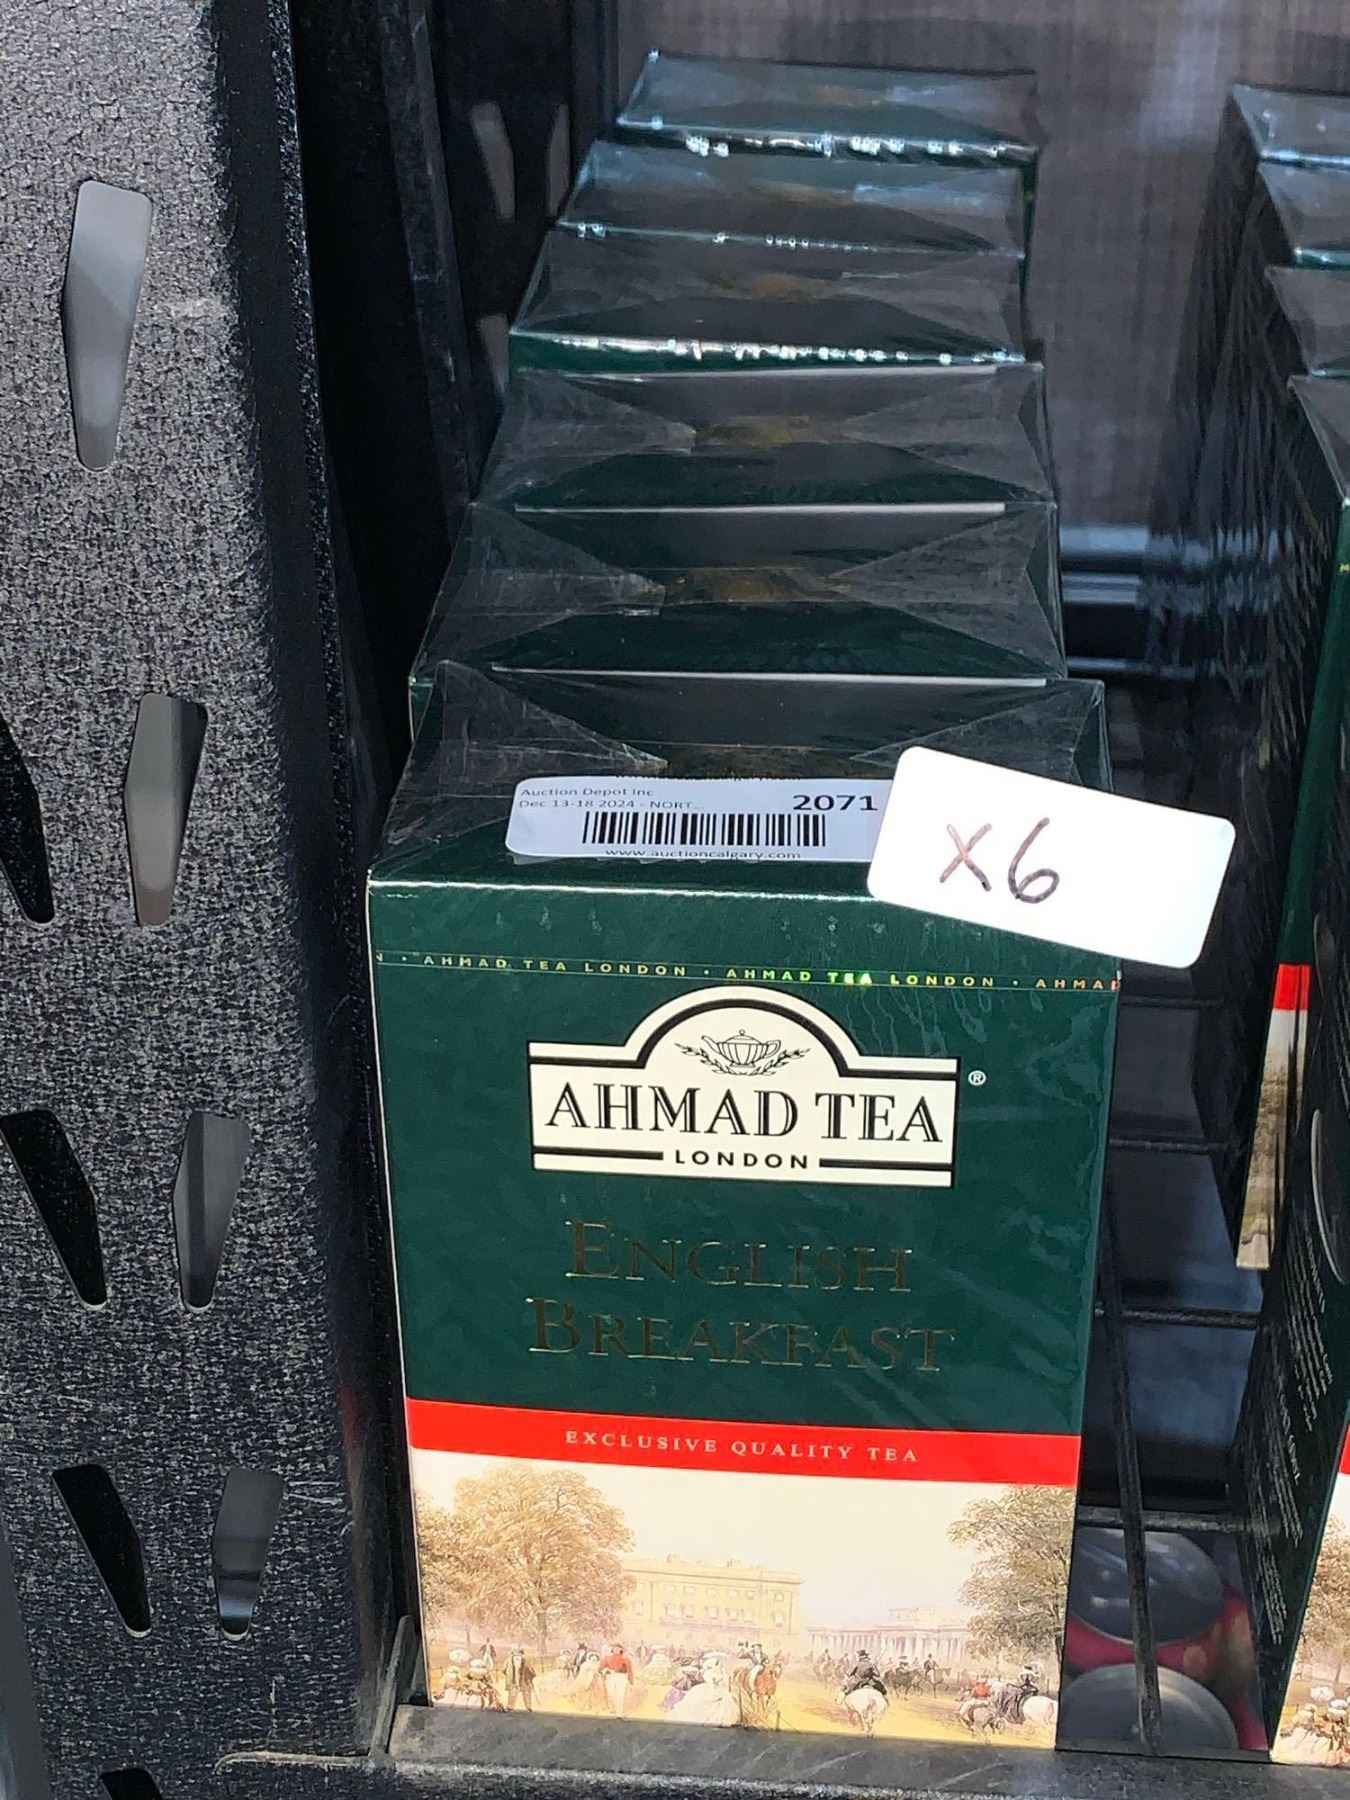 Auction Depot Inc
Dec 13-18 2024 - NORT...
2071
www.auctioncalgary.com
x6
• AHMAD TEA LONDON • AHMAD TEA LONDON • AHMAD
AHMAD TEA
®
LONDON
ENGLISH
BREAKFAST
EXCLUSIVE QUALITY TEA